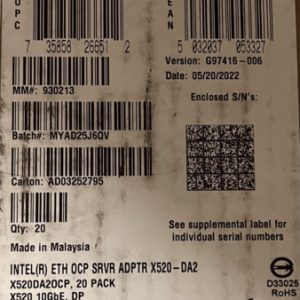 UPC
EAN
7 35858 26651 2
5 032037 053327
Version: G97416-006
Date: 05/20/2022
MM#: 930213
Enclosed S/N's:
Batch#: MYAD25J6QV
Carton: AD03252795
Qty: 20
Made in Malaysia
See supplemental label for
individual serial numbers
INTEL(R) ETH OCP SRVR ADPTR X520-DA2
X520DA2OCP, 20 PACK
X520 10GbE, DP
D33025
RoHS